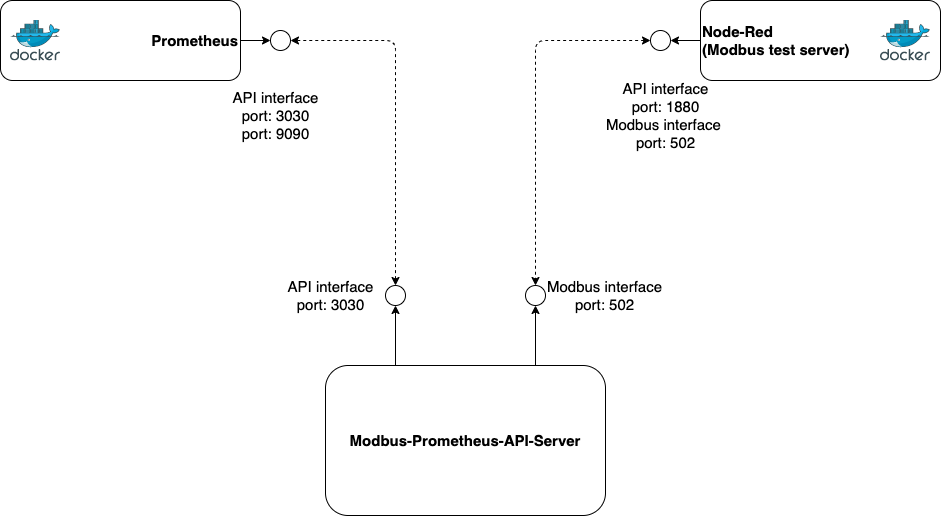 docker
Prometheus
Node-Red
(Modbus test server)
docker
API interface
port: 3030
port: 9090
API interface
port: 1880
Modbus interface
port: 502
API interface
port: 3030
Modbus interface
port: 502
Modbus-Prometheus-API-Server